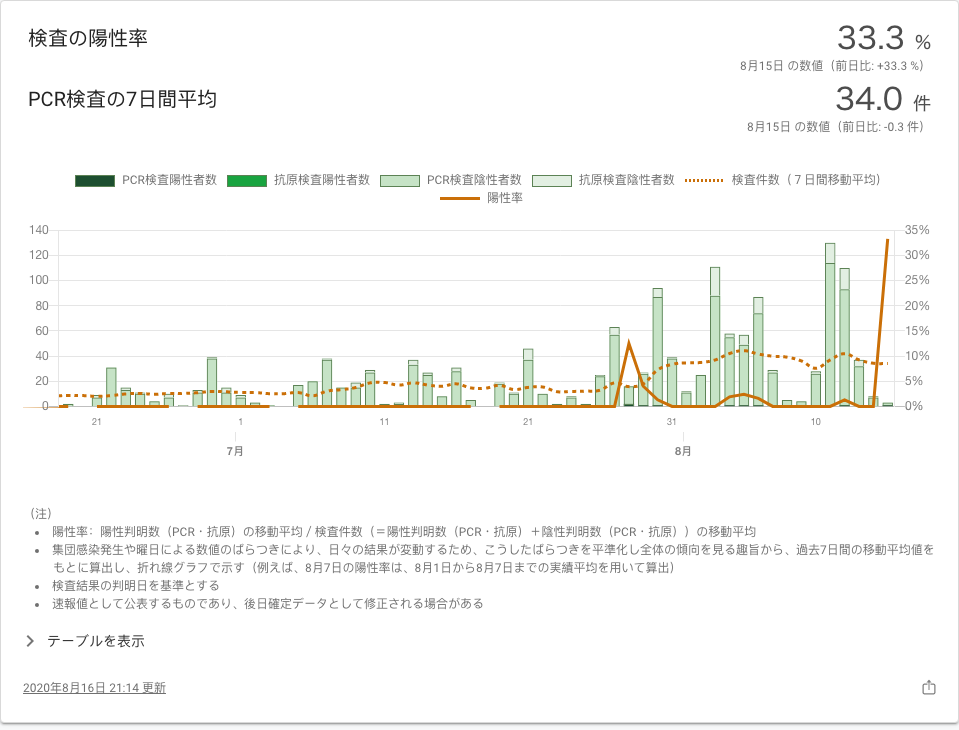 検査の陽性率
33.3 %
8月15日 の数値（前日比: +33.3 %）
PCR検査の7日間平均
34.0 件
8月15日 の数値（前日比: -0.3 件）
PCR検査陽性者数 抗原検査陽性者数 PCR検査陰性者数 抗原検査陰性者数 検査件数（７日間移動平均）
陽性率
140 35%
120 30%
100 25%
80 20%
60 15%
40 10%
20 5%
0 0%
21 1 11 21 31 10
7月 8月
（注）
• 陽性率：陽性判明数（PCR・抗原）の移動平均 / 検査件数（＝陽性判明数（PCR・抗原）＋陰性判明数（PCR・抗原））の移動平均
• 集団感染発生や曜日による数値のばらつきにより、日々の結果が変動するため、こうしたばらつきを平準化し全体の傾向を見る趣旨から、過去7日間の移動平均値を
もとに算出し、折れ線グラフで示す（例えば、8月7日の陽性率は、8月1日から8月7日までの実績平均を用いて算出）
• 検査結果の判明日を基準とする
• 速報値として公表するものであり、後日確定データとして修正される場合がある
テーブルを表示
2020年8月16日 21:14 更新